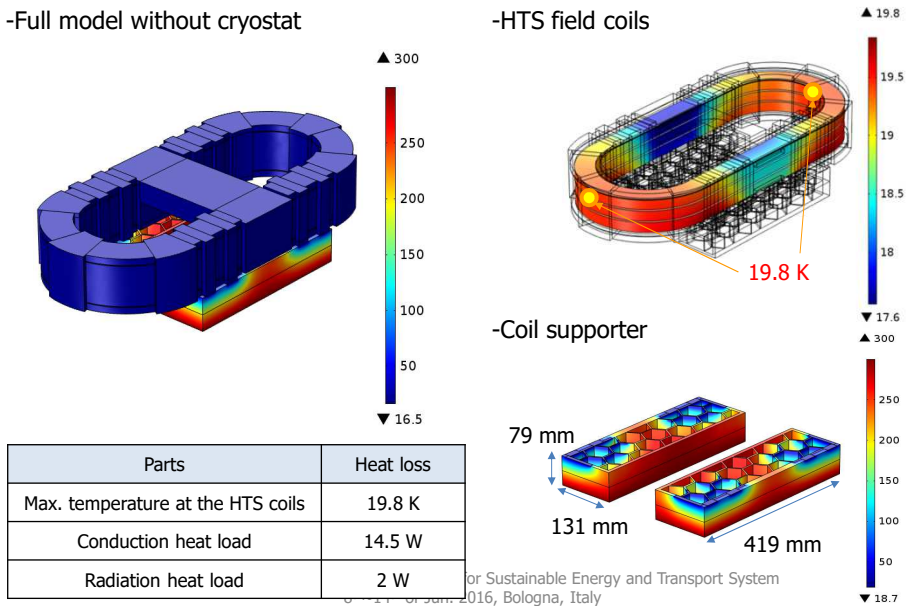 -Full model without cryostat
300
250
200
150
100
50
16.5
-HTS field coils
19.8
19.5
19
18.5
18
17.6
19.8 K
-Coil supporter
300
250
200
150
100
50
18.7
79 mm
131 mm
419 mm
Parts Heat loss
Max. temperature at the HTS coils 19.8 K
Conduction heat load 14.5 W
Radiation heat load 2 W
for Sustainable Energy and Transport System
2016, Bologna, Italy